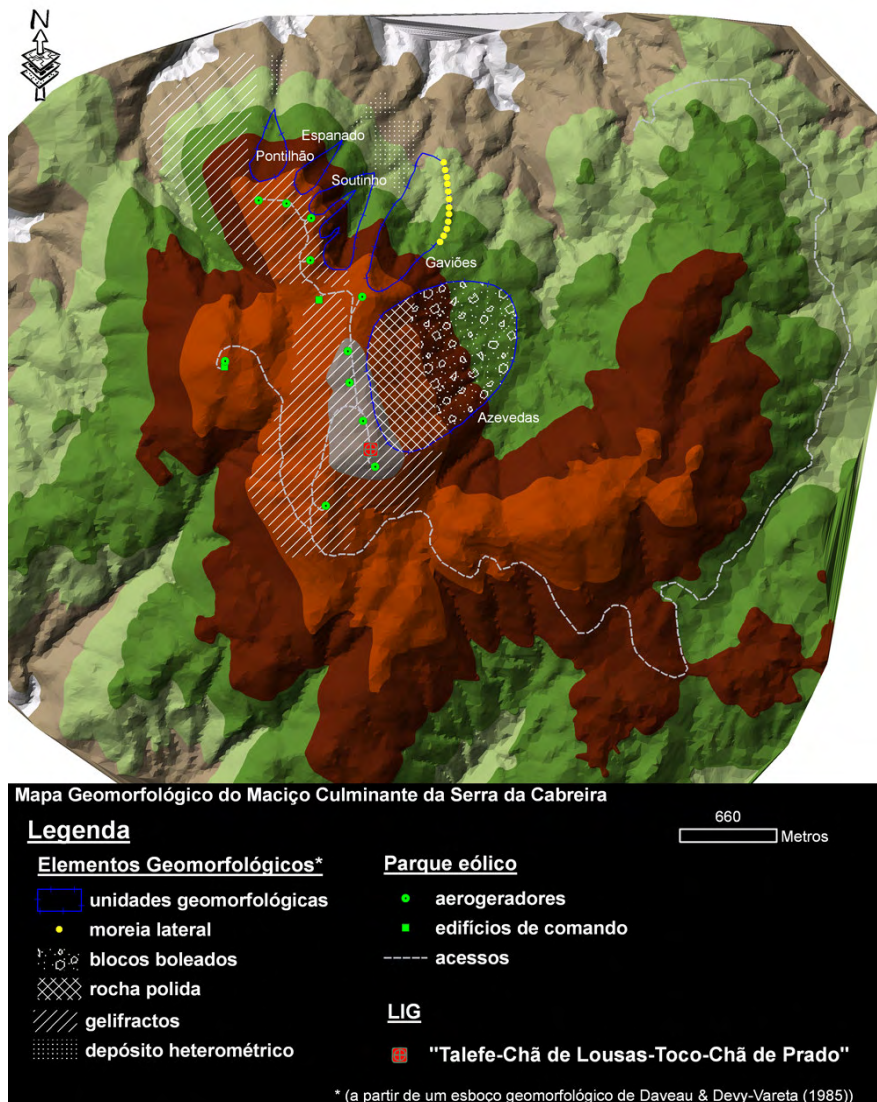 N
Espanado
Pontilhão
Soutinho
Gaviões
Azevedas
Mapa Geomorfológico do Maciço Culminante da Serra da Cabreira
660
Metros
Legenda
Elementos Geomorfológicos*
unidades geomorfológicas
moreia lateral
blocos boleados
rocha polida
gelifractos
depósito heterométrico
Parque eólico
aerogeradores
edifícios de comando
acessos
LIG
"Talefe-Chã de Lousas-Toco-Chã de Prado"
* (a partir de um esboço geomorfológico de Daveau & Devy-Vareta (1985))